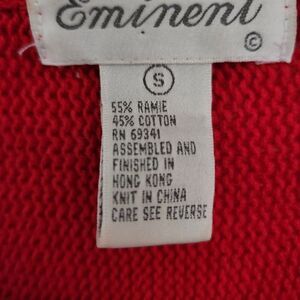 Eminent
©
S
55% RAMIE
45% COTTON
RN 69341
ASSEMBLED AND
FINISHED IN
HONG KONG
KNIT IN CHINA
CARE SEE REVERSE